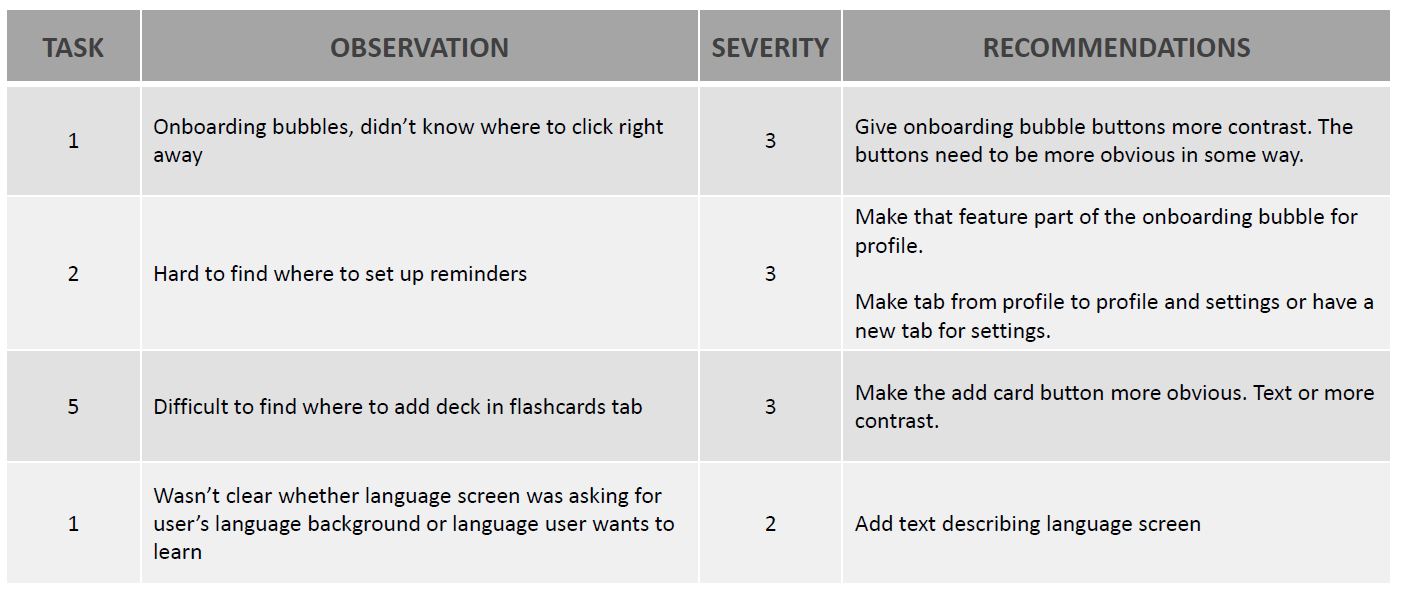 TASK OBSERVATION SEVERITY RECOMMENDATIONS
1
Onboarding bubbles, didn’t know where to click right
away
3
Give onboarding bubble buttons more contrast. The
buttons need to be more obvious in some way.
2
Hard to find where to set up reminders
3
Make that feature part of the onboarding bubble for
profile.
Make tab from profile to profile and settings or have a
new tab for settings.
5
Difficult to find where to add deck in flashcards tab
3
Make the add card button more obvious. Text or more
contrast.
1
Wasn’t clear whether language screen was asking for
user’s language background or language user wants to
learn
2
Add text describing language screen